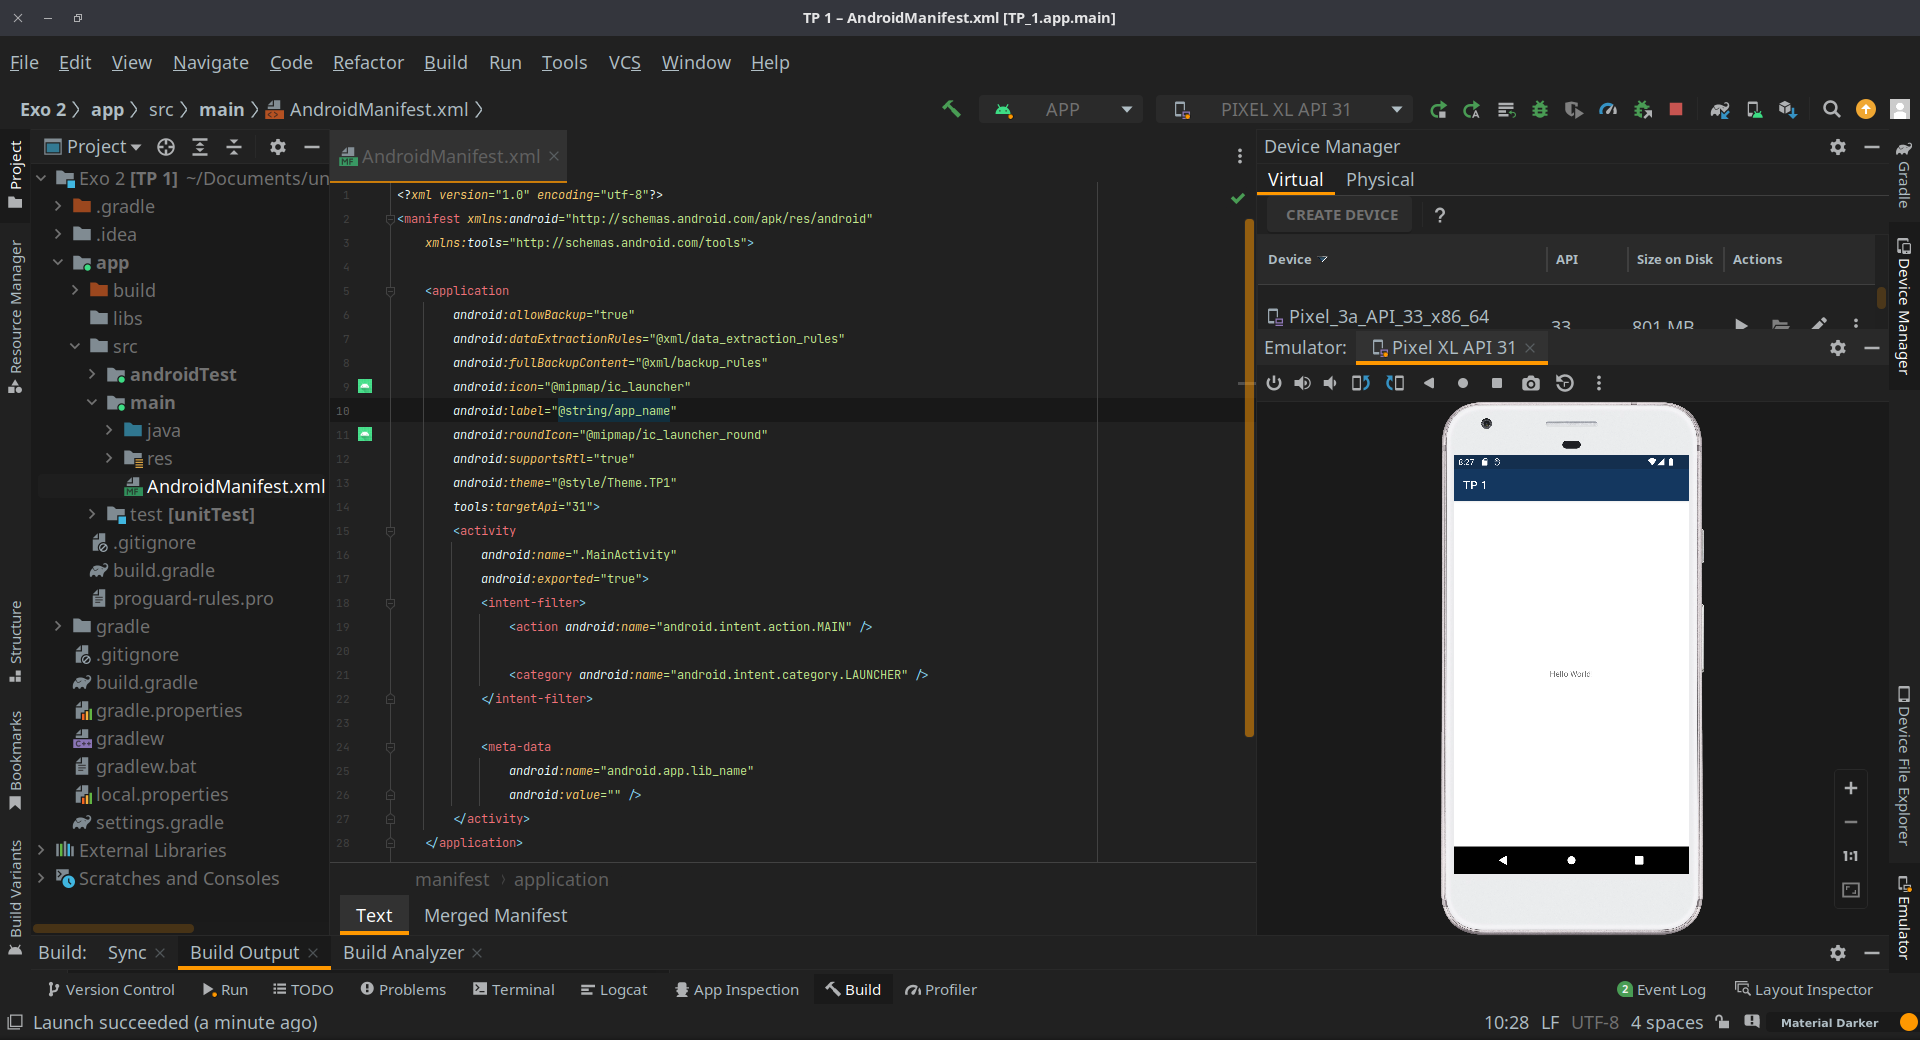 TP 1 – AndroidManifest.xml [TP_1.app.main]
File Edit View Navigate Code Refactor Build Run Tools VCS Window Help
Exo 2 app src main AndroidManifest.xml
APP PIXEL XL API 31
Project
Resource Manager
Structure
Bookmarks
Build Variants
Project
Exo 2 [TP 1] ~/Documents/un
.gradle
.idea
app
build
libs
src
androidTest
main
java
res
AndroidManifest.xml
test [unitTest]
.gitignore
build.gradle
proguard-rules.pro
gradle
.gitignore
build.gradle
gradle.properties
gradlew
gradlew.bat
local.properties
settings.gradle
External Libraries
Scratches and Consoles
AndroidManifest.xml
1 <?xml version="1.0" encoding="utf-8"?>
2 <manifest xmlns:android="http://schemas.android.com/apk/res/android"
3 xmlns:tools="http://schemas.android.com/tools">
4
5 <application
6 android:allowBackup="true"
7 android:dataExtractionRules="@xml/data_extraction_rules"
8 android:fullBackupContent="@xml/backup_rules"
9 android:icon="@mipmap/ic_launcher"
10 android:label="@string/app_name"
11 android:roundIcon="@mipmap/ic_launcher_round"
12 android:supportsRtl="true"
13 android:theme="@style/Theme.TP1"
14 tools:targetApi="31">
15 <activity
16 android:name=".MainActivity"
17 android:exported="true">
18 <intent-filter>
19 <action android:name="android.intent.action.MAIN" />
20
21 <category android:name="android.intent.category.LAUNCHER" />
22 </intent-filter>
23
24 <meta-data
25 android:name="android.app.lib_name"
26 android:value="" />
27 </activity>
28 </application>
manifest › application
Text Merged Manifest
Device Manager
Virtual Physical
CREATE DEVICE ?
Device API Size on Disk Actions
Pixel_3a_API_33_x86_64 33 801 MB
Emulator: Pixel XL API 31
6:27
TP 1
Hello World
1:1
Gradle
Device Manager
Device File Explorer
Emulator
Build: Sync Build Output Build Analyzer
Version Control Run TODO Problems Terminal Logcat App Inspection Build Profiler
2 Event Log Layout Inspector
Launch succeeded (a minute ago)
10:28 LF UTF-8 4 spaces Material Darker